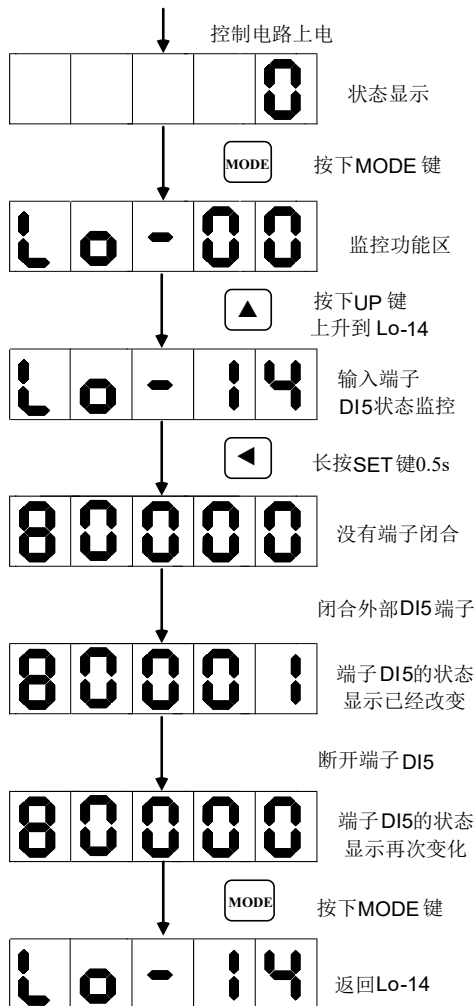 控制电路上电
0
状态显示
MODE
按下MODE 键
Lo-00
监控功能区
▲
按下UP 键
上升到 Lo-14
Lo-14
输入端子
DI5状态监控
◀
长按SET 键0.5s
80000
没有端子闭合
闭合外部DI5 端子
80001
端子DI5的状态
显示已经改变
断开端子DI5
80000
端子DI5的状态
显示再次变化
MODE
按下MODE 键
Lo-14
返回Lo-14